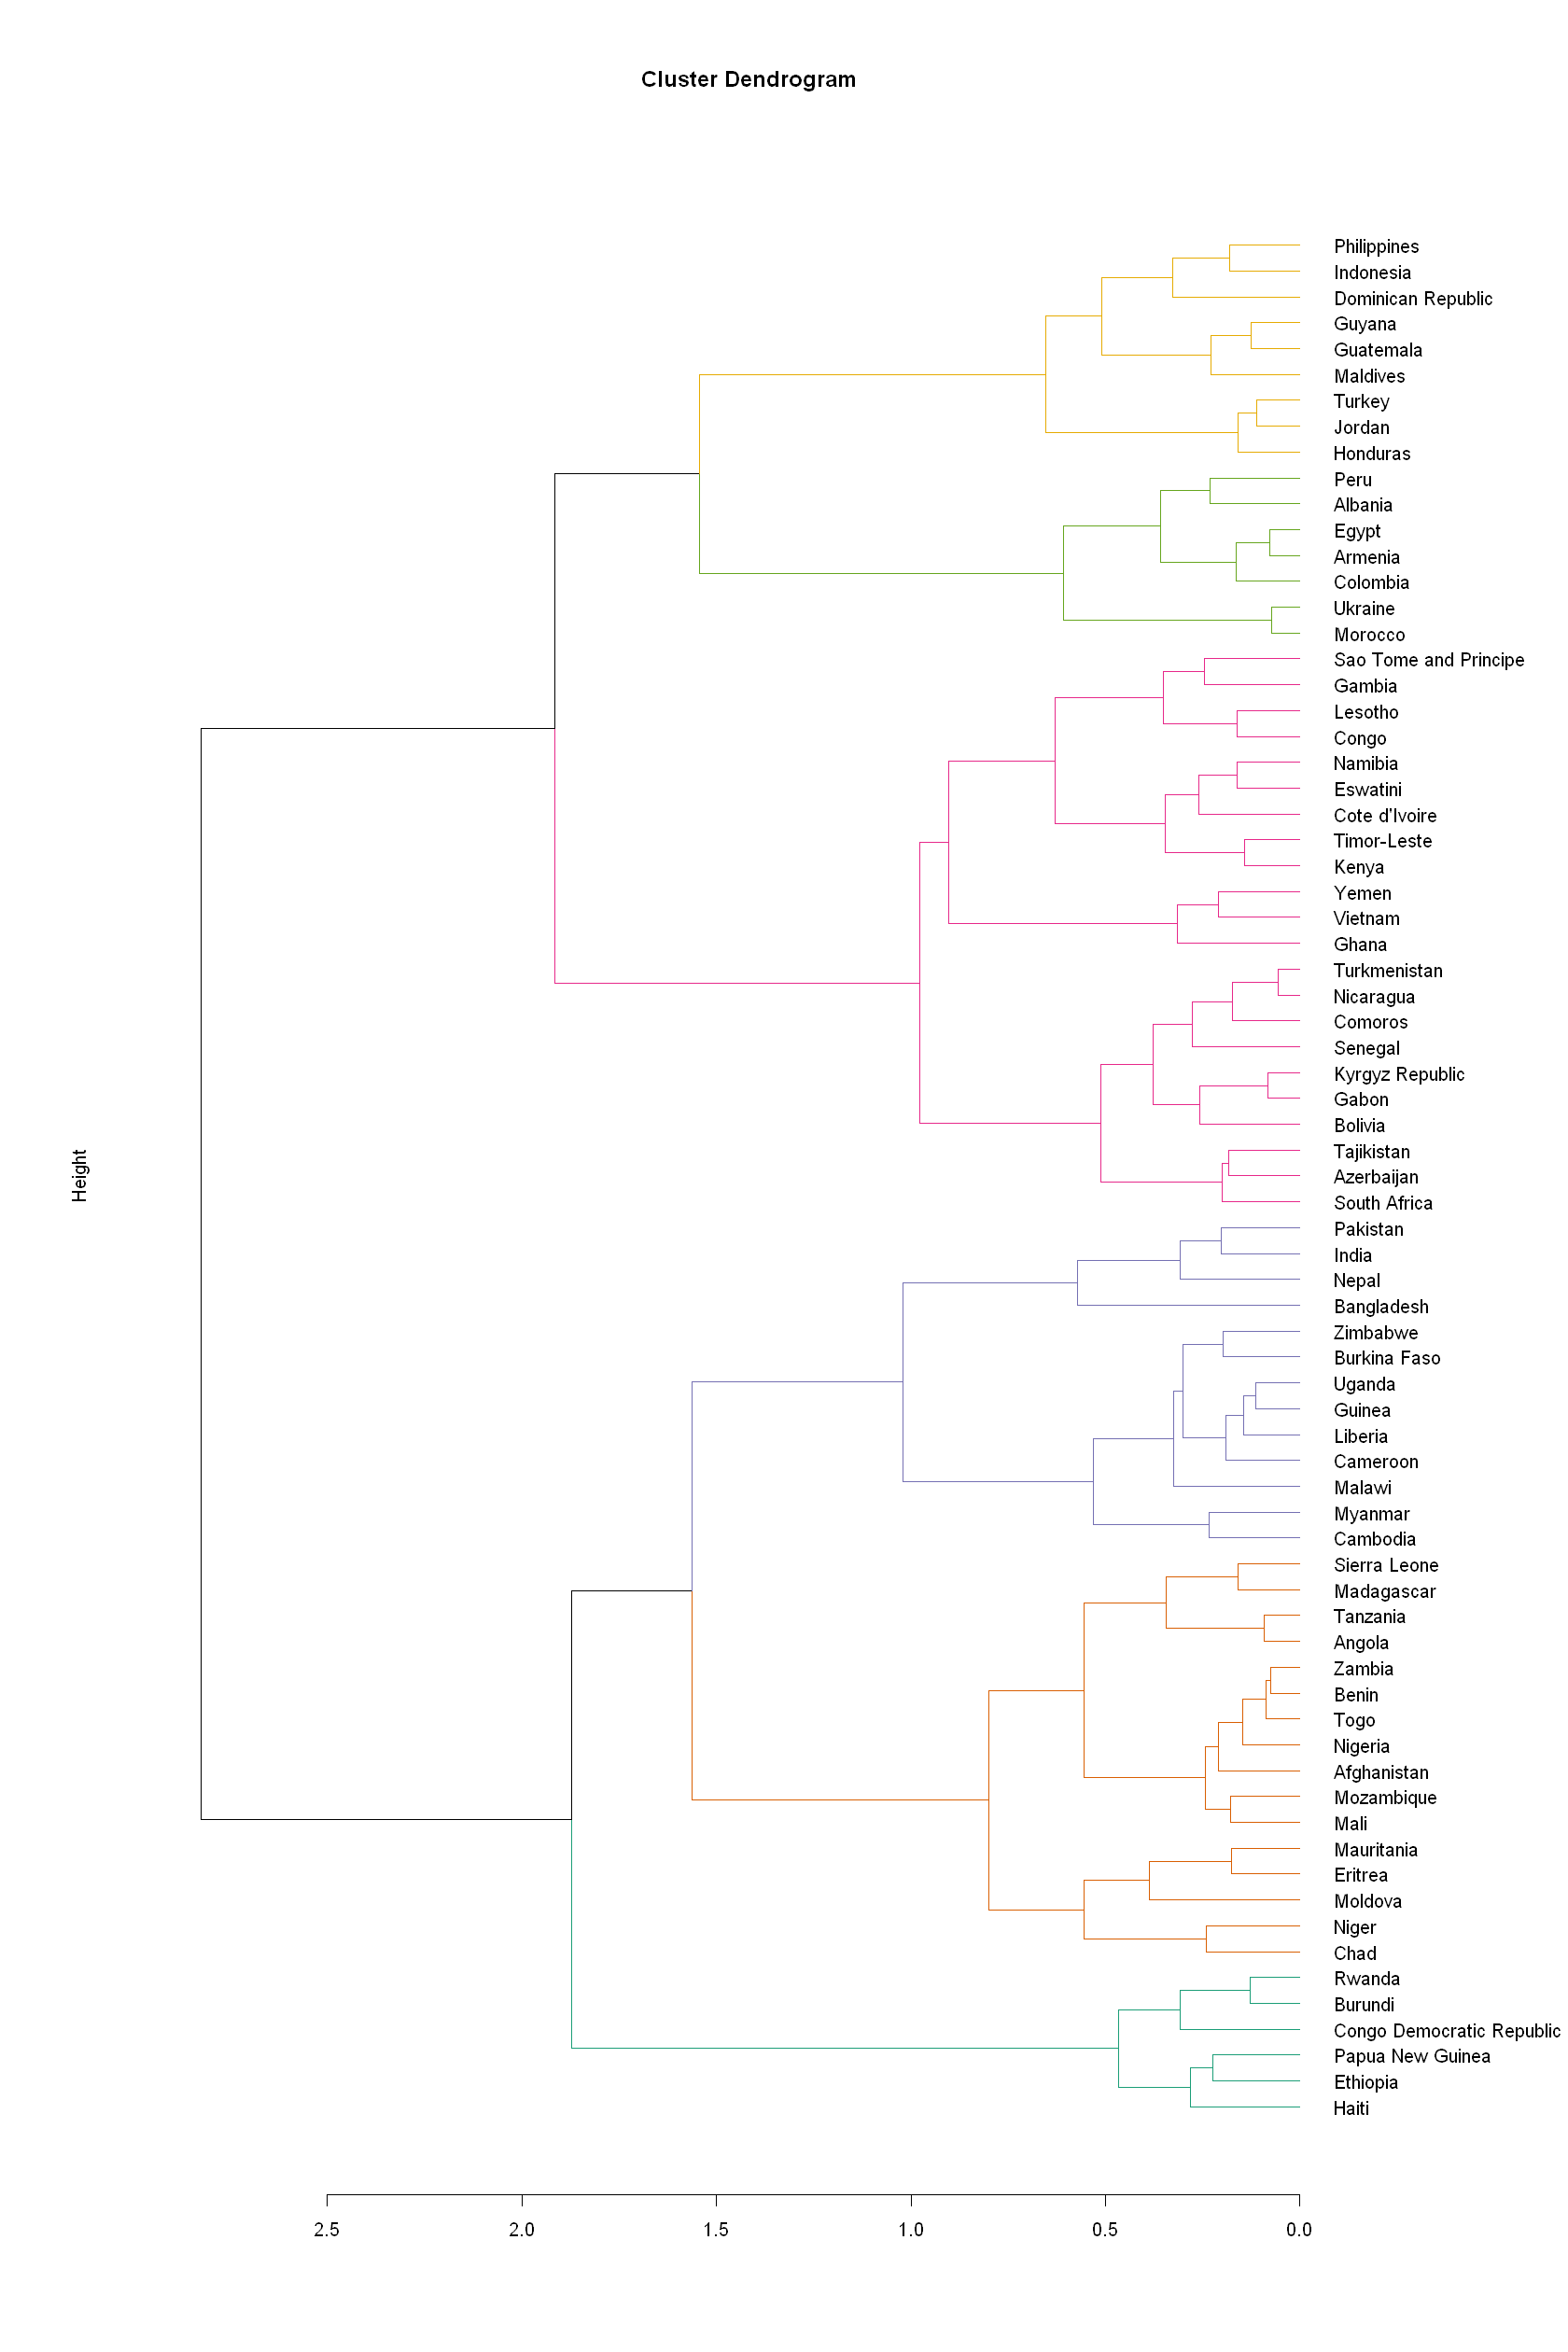 Cluster Dendrogram
Philippines
Indonesia
Dominican Republic
Guyana
Guatemala
Maldives
Turkey
Jordan
Honduras
Peru
Albania
Egypt
Armenia
Colombia
Ukraine
Morocco
Sao Tome and Principe
Gambia
Lesotho
Congo
Namibia
Eswatini
Cote d'Ivoire
Timor-Leste
Kenya
Yemen
Vietnam
Ghana
Turkmenistan
Nicaragua
Comoros
Senegal
Kyrgyz Republic
Gabon
Bolivia
Tajikistan
Azerbaijan
South Africa
Pakistan
India
Nepal
Bangladesh
Zimbabwe
Burkina Faso
Uganda
Guinea
Liberia
Cameroon
Malawi
Myanmar
Cambodia
Sierra Leone
Madagascar
Tanzania
Angola
Zambia
Benin
Togo
Nigeria
Afghanistan
Mozambique
Mali
Mauritania
Eritrea
Moldova
Niger
Chad
Rwanda
Burundi
Congo Democratic Republic
Papua New Guinea
Ethiopia
Haiti
Height
2.5 2.0 1.5 1.0 0.5 0.0